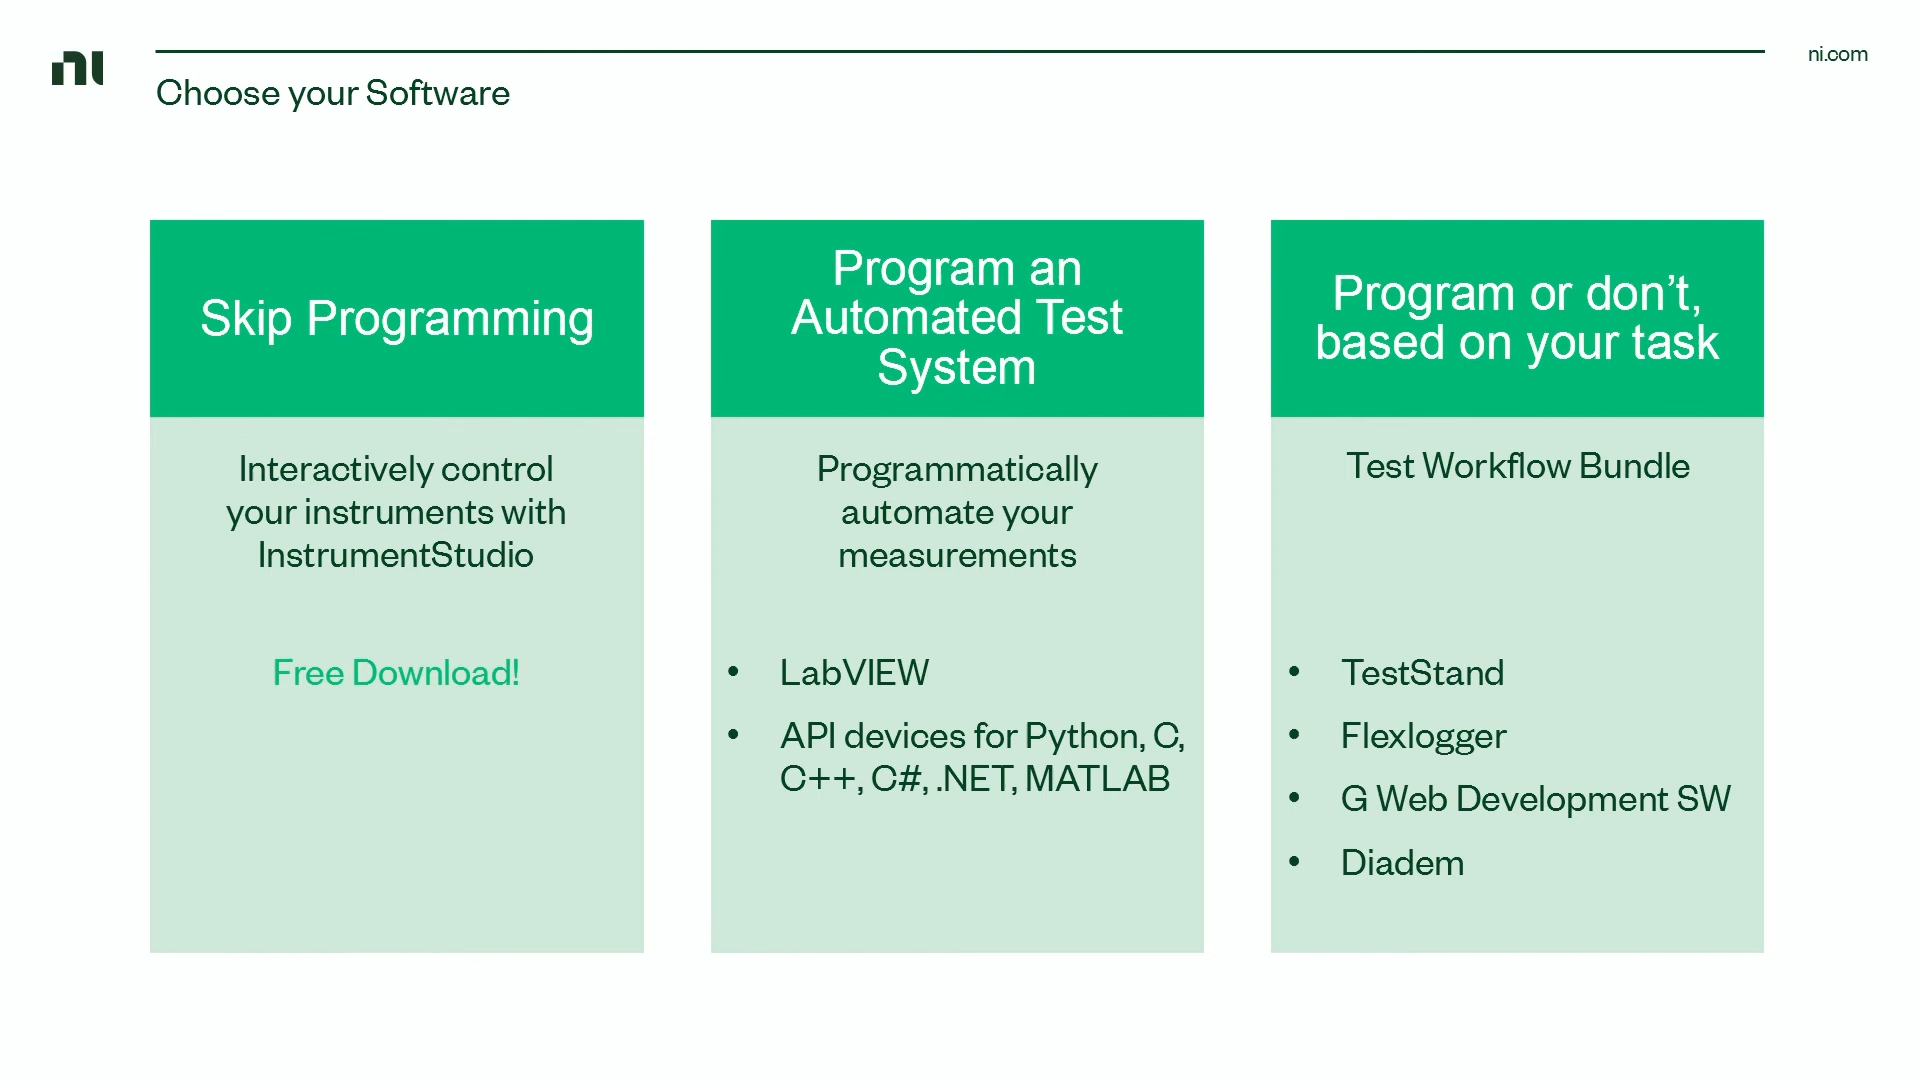 ni
ni.com
Choose your Software
Skip Programming
Interactively control
your instruments with
InstrumentStudio
Free Download!
Program an
Automated Test
System
Programmatically
automate your
measurements
• LabVIEW
• API devices for Python, C,
C++, C#, .NET, MATLAB
Program or don’t,
based on your task
Test Workflow Bundle
• TestStand
• Flexlogger
• G Web Development SW
• Diadem